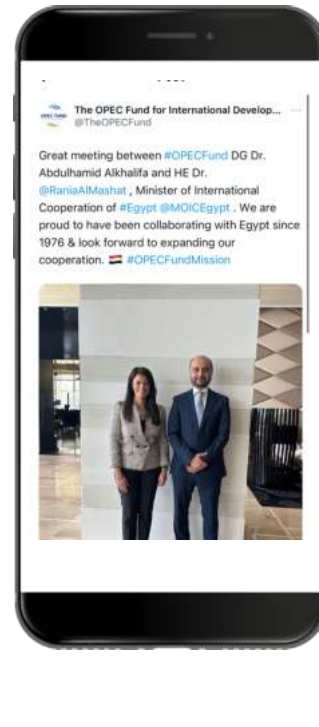 The OPEC Fund for International Develop...
@TheOPECFund
Great meeting between #OPECFund DG Dr.
Abdulhamid Alkhalifa and HE Dr.
@RaniaAlMashat , Minister of International
Cooperation of #Egypt @MOICEgypt . We are
proud to have been collaborating with Egypt since
1976 & look forward to expanding our
cooperation. 🇪🇬 #OPECFundMission